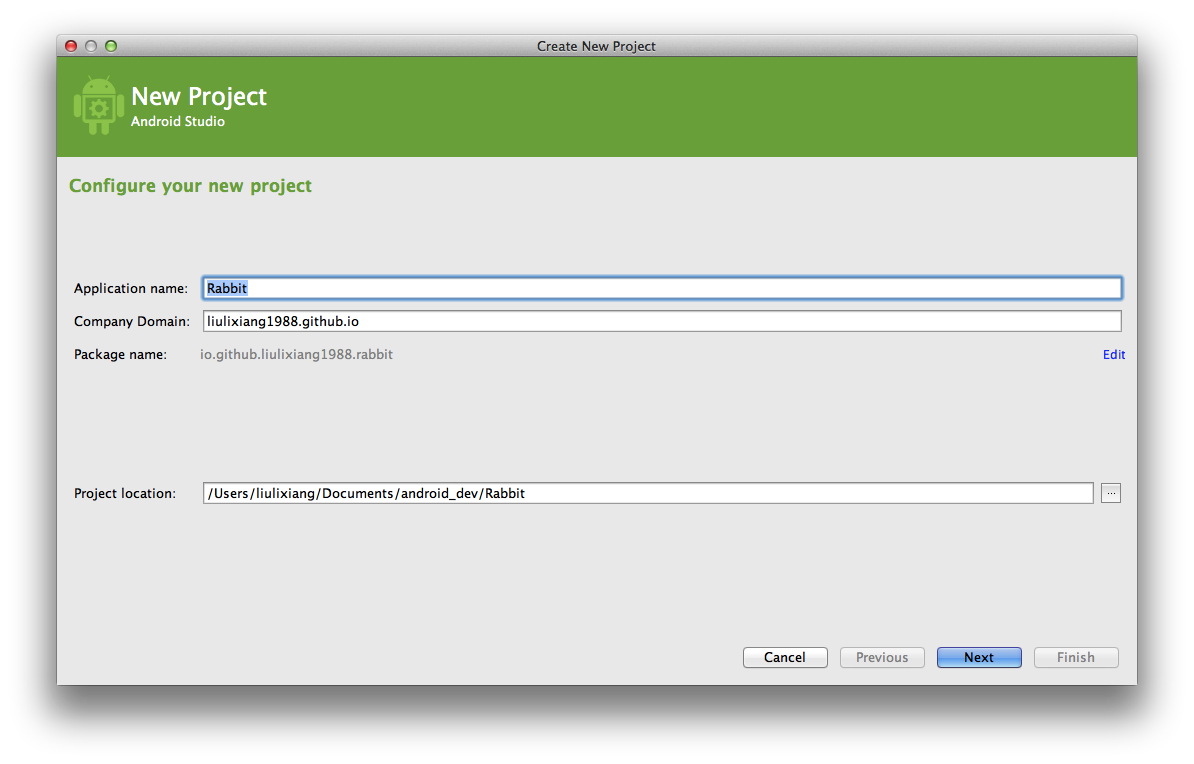 Create New Project
New Project
Android Studio
Configure your new project
Application name: Rabbit
Company Domain: liulixiang1988.github.io
Package name: io.github.liulixiang1988.rabbit Edit
Project location: /Users/liulixiang/Documents/android_dev/Rabbit ...
Cancel Previous Next Finish